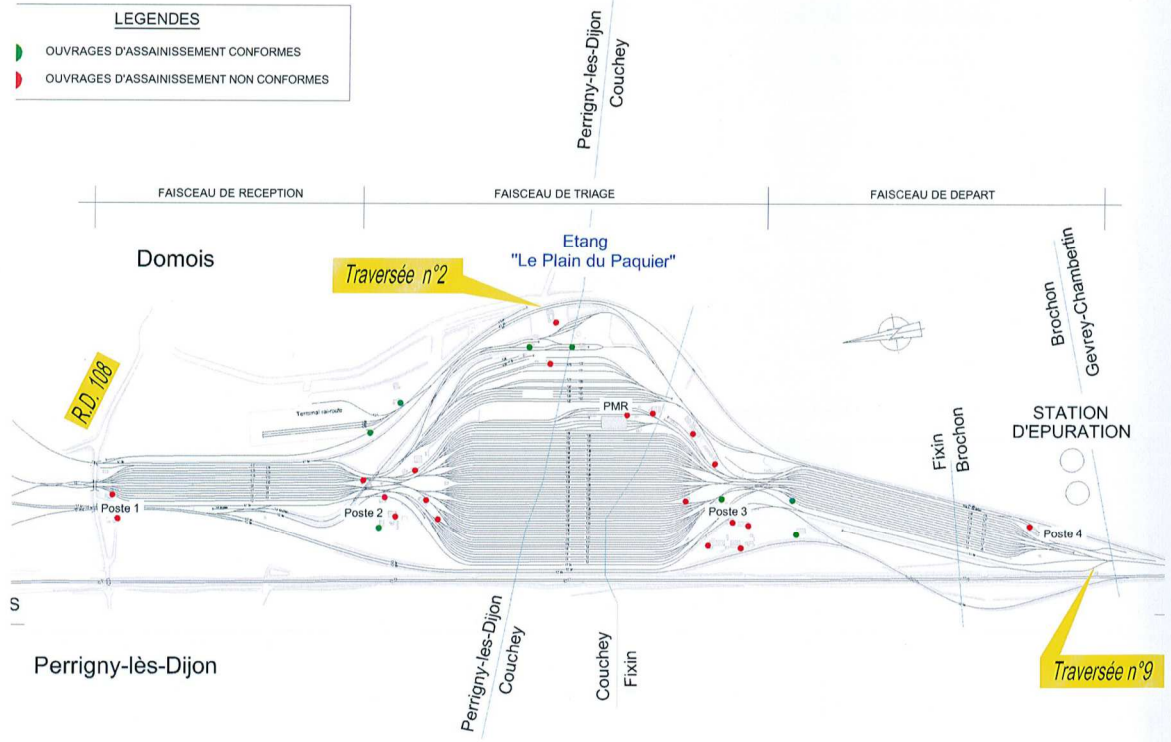 LEGENDES
OUVRAGES D'ASSAINISSEMENT CONFORMES
OUVRAGES D'ASSAINISSEMENT NON CONFORMES
Perrigny-les-Dijon
Couchey
FAISCEAU DE RECEPTION
FAISCEAU DE TRIAGE
FAISCEAU DE DEPART
Domois
Etang
"Le Plain du Paquier"
Traversée n°2
Brochon
Gevrey-Chambertin
R.D. 108
Terminal rail-route
PMR
STATION
D'EPURATION
Fixin
Brochon
Poste 1
Poste 2
Poste 3
Poste 4
S
Perrigny-lès-Dijon
Perrigny-les-Dijon
Couchey
Couchey
Fixin
Traversée n°9